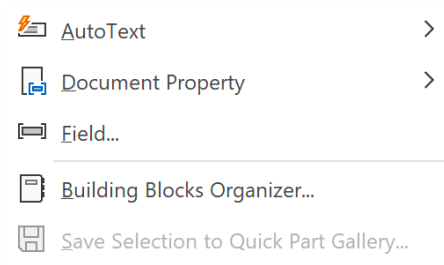 AutoText
Document Property
Field...
Building Blocks Organizer...
Save Selection to Quick Part Gallery...